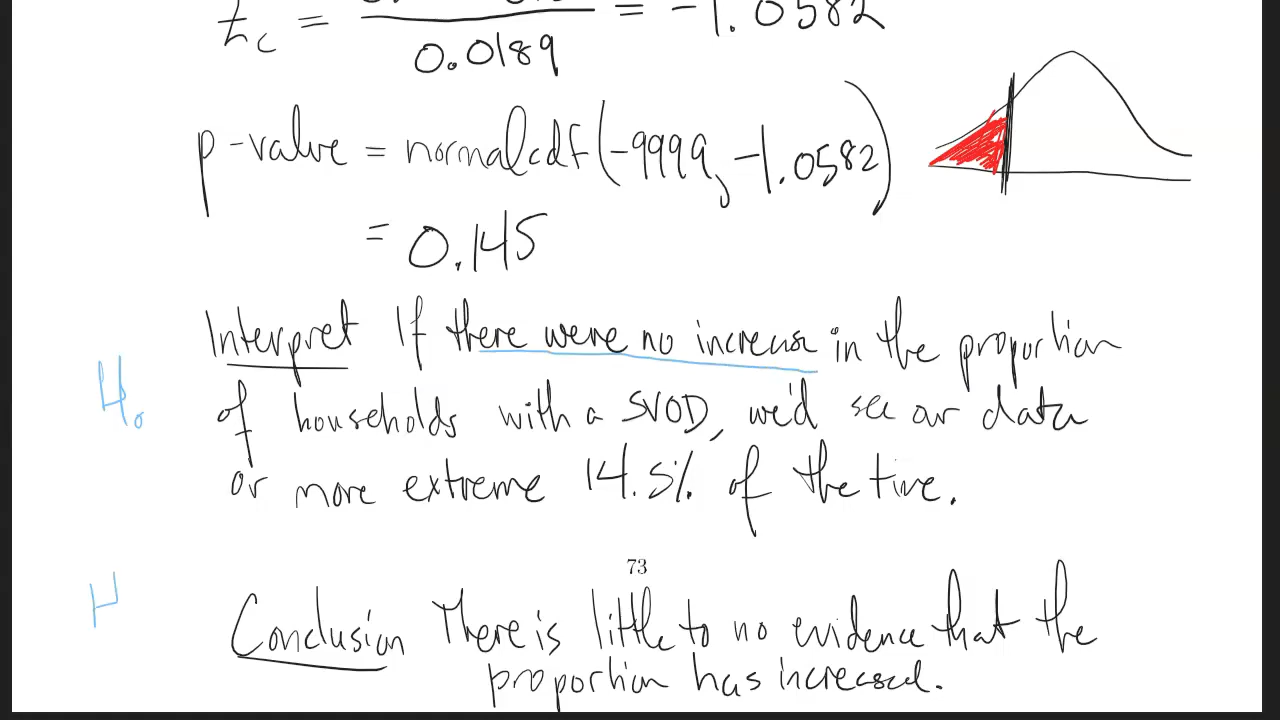 Z_c = 0.0189 = -1.0582
p-value = normalcdf(-9999, -1.0582)
= 0.145
Interpret If there were no increase in the proportion
H₀
of households with a SVOD, we'd see our data
or more extreme 14.5% of the time.
73
H
Conclusion There is little to no evidence that the
proportion has increased.